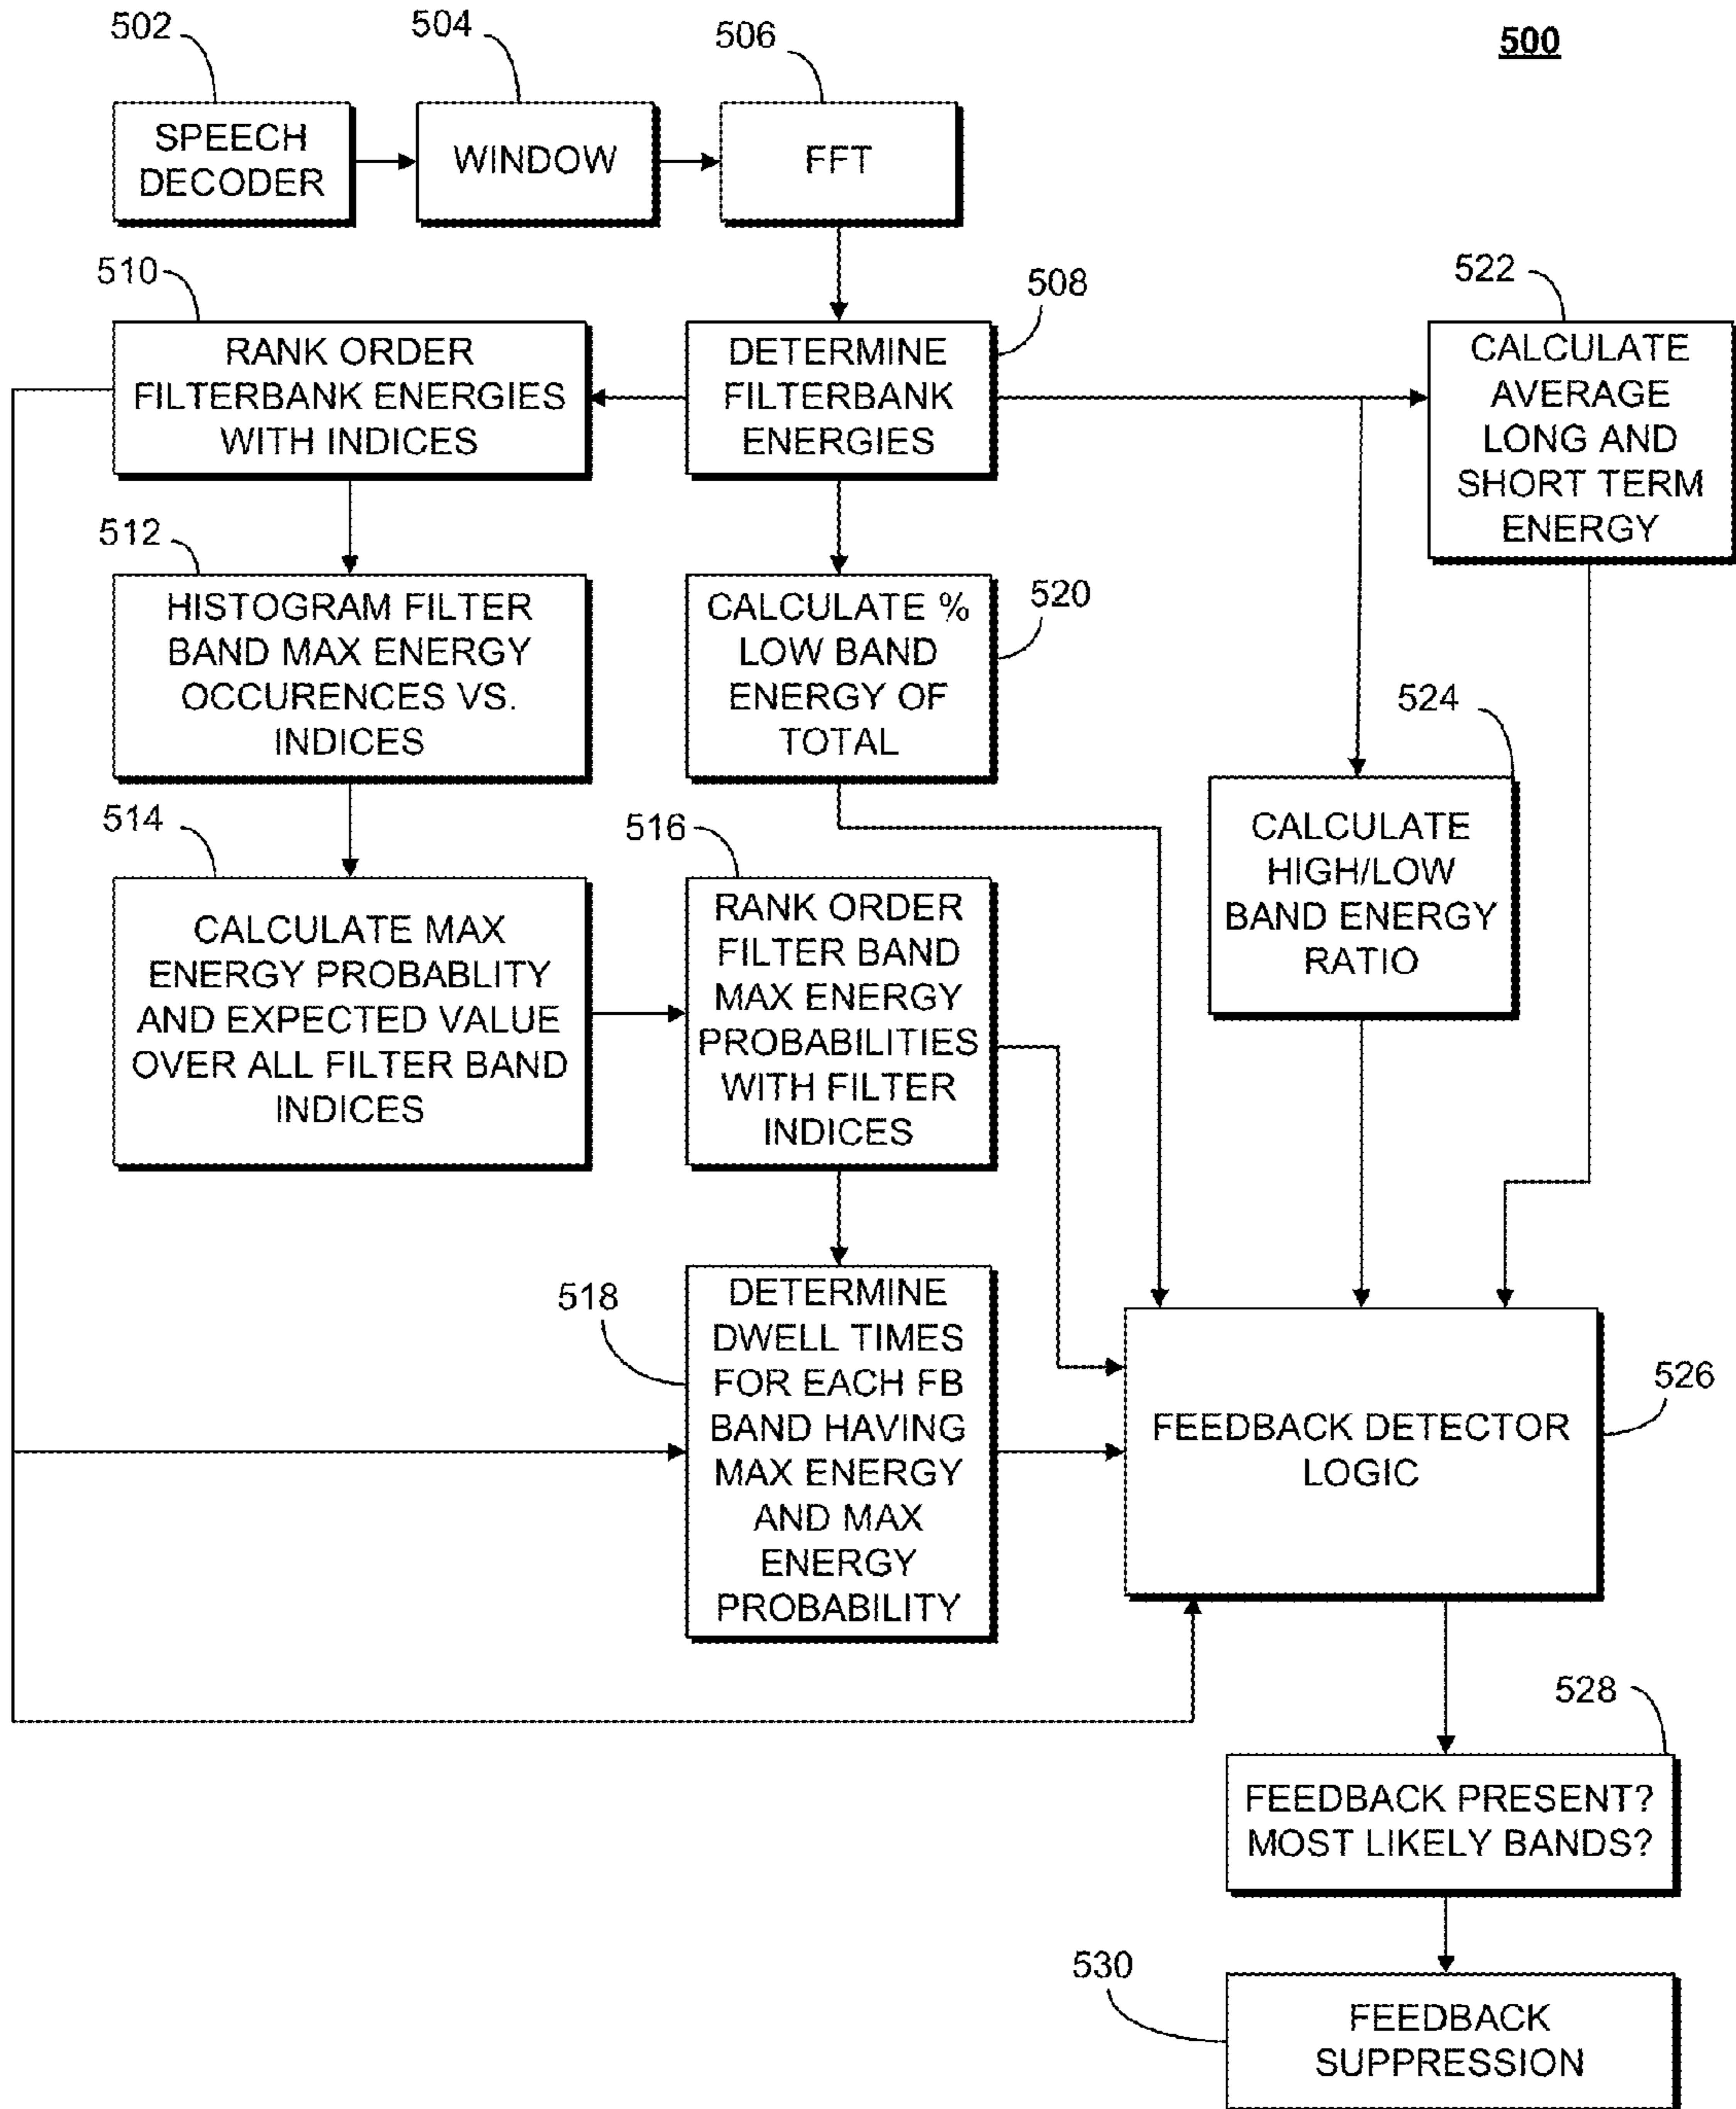 502
504
506
500
SPEECH
DECODER
WINDOW
FFT
510
508
522
RANK ORDER
FILTERBANK ENERGIES
WITH INDICES
DETERMINE
FILTERBANK
ENERGIES
CALCULATE
AVERAGE
LONG AND
SHORT TERM
ENERGY
512
HISTOGRAM FILTER
BAND MAX ENERGY
OCCURENCES VS.
INDICES
CALCULATE %
LOW BAND
ENERGY OF
TOTAL
520
524
514
516
CALCULATE MAX
ENERGY PROBABLITY
AND EXPECTED VALUE
OVER ALL FILTER BAND
INDICES
RANK ORDER
FILTER BAND
MAX ENERGY
PROBABILITIES
WITH FILTER
INDICES
CALCULATE
HIGH/LOW
BAND ENERGY
RATIO
518
DETERMINE
DWELL TIMES
FOR EACH FB
BAND HAVING
MAX ENERGY
AND MAX
ENERGY
PROBABILITY
FEEDBACK DETECTOR
LOGIC
526
528
FEEDBACK PRESENT?
MOST LIKELY BANDS?
530
FEEDBACK
SUPPRESSION